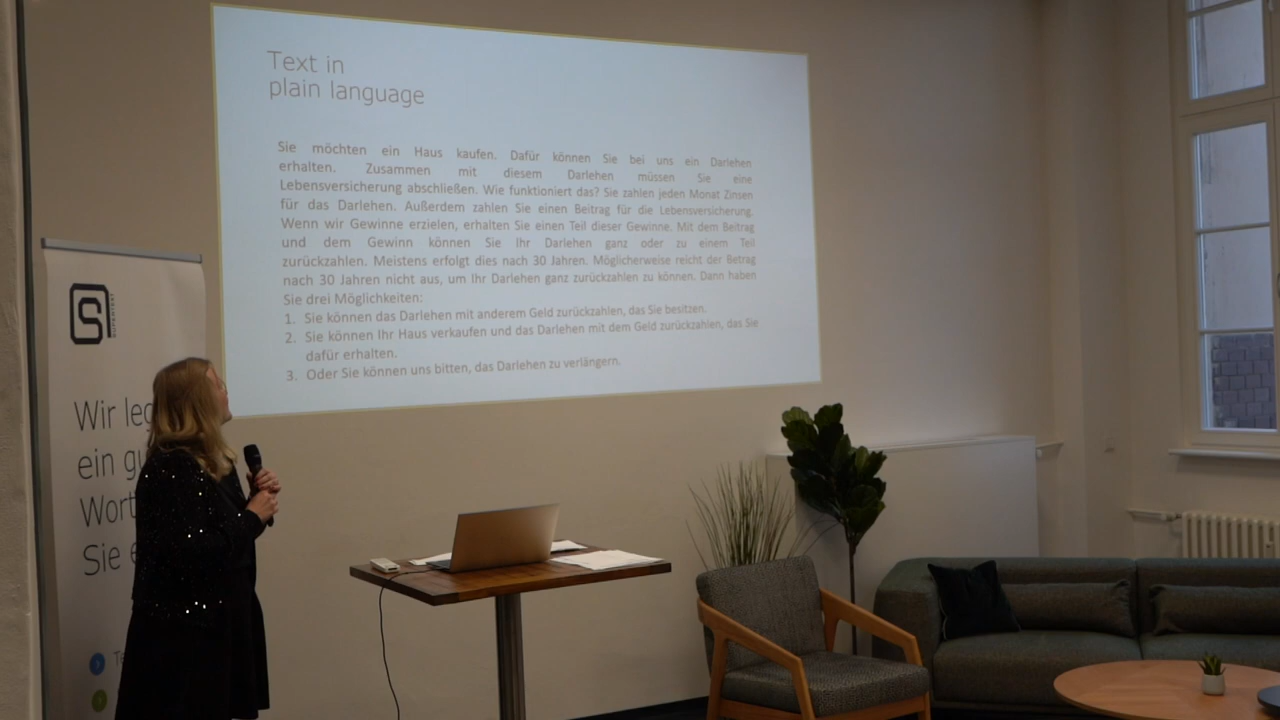 Text in
plain language
Sie möchten ein Haus kaufen. Dafür können Sie bei uns ein Darlehen
erhalten. Zusammen mit diesem Darlehen müssen Sie eine
Lebensversicherung abschließen. Wie funktioniert das? Sie zahlen jeden Monat Zinsen
für das Darlehen. Außerdem zahlen Sie einen Beitrag für die Lebensversicherung.
Wenn wir Gewinne erzielen, erhalten Sie einen Teil dieser Gewinne. Mit dem Beitrag
und dem Gewinn können Sie Ihr Darlehen ganz oder zu einem Teil
zurückzahlen. Meistens erfolgt dies nach 30 Jahren. Möglicherweise reicht der Betrag
nach 30 Jahren nicht aus, um Ihr Darlehen ganz zurückzahlen zu können. Dann haben
Sie drei Möglichkeiten:
1. Sie können das Darlehen mit anderem Geld zurückzahlen, das Sie besitzen.
2. Sie können Ihr Haus verkaufen und das Darlehen mit dem Geld zurückzahlen, das Sie
dafür erhalten.
3. Oder Sie können uns bitten, das Darlehen zu verlängern.
SUPERTEXT
Wir leg
ein gu
Wort
Sie e